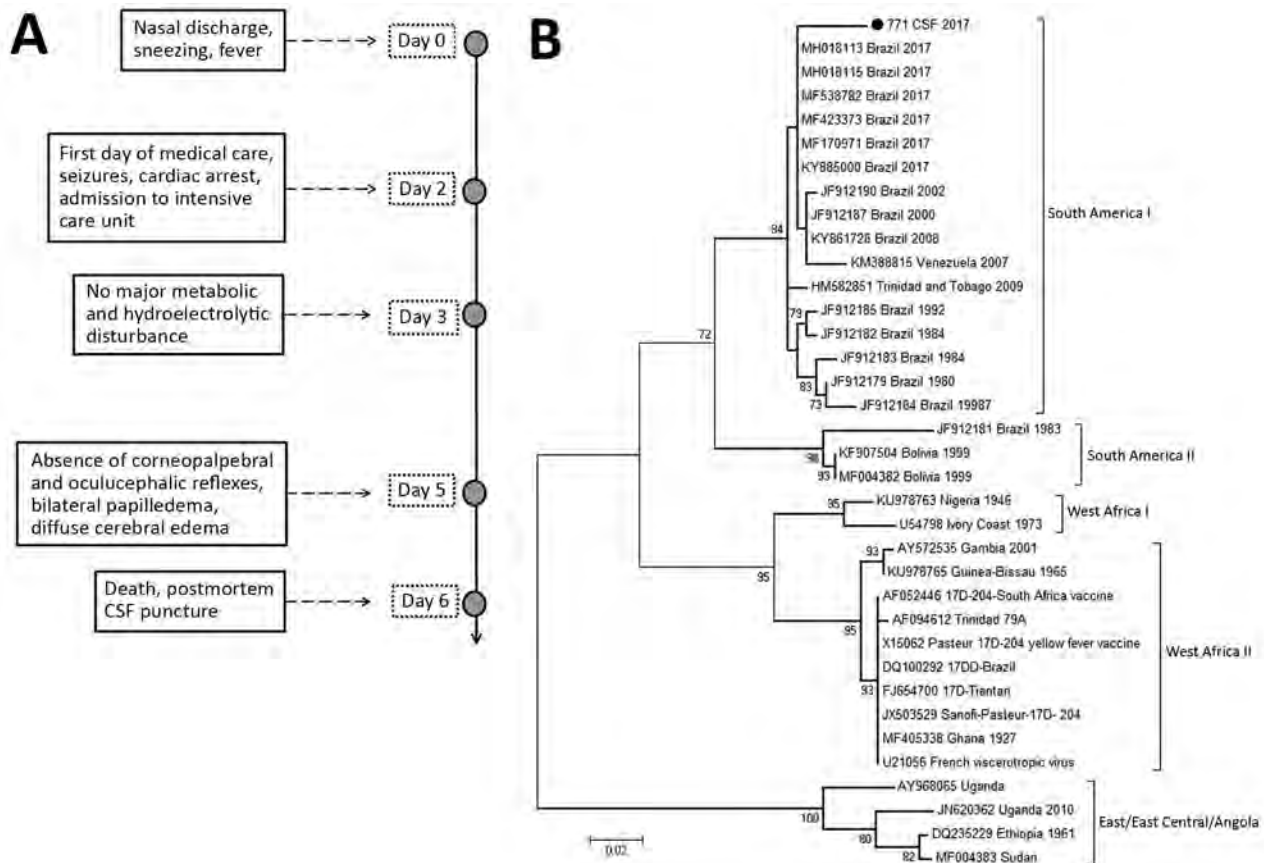 A
Nasal discharge,
sneezing, fever
Day 0
First day of medical care,
seizures, cardiac arrest,
admission to intensive
care unit
Day 2
No major metabolic
and hydroelectrolytic
disturbance
Day 3
Absence of corneopalpebral
and oculucephalic reflexes,
bilateral papilledema,
diffuse cerebral edema
Day 5
Death, postmortem
CSF puncture
Day 6
B
771 CSF 2017
MH018113 Brazil 2017
MH018115 Brazil 2017
MF538782 Brazil 2017
MF423373 Brazil 2017
MF170971 Brazil 2017
KY885000 Brazil 2017
JF912190 Brazil 2002
JF912187 Brazil 2000
KY861728 Brazil 2008
KM388815 Venezuela 2007
HM582851 Trinidad and Tobago 2009
JF912185 Brazil 1992
JF912182 Brazil 1984
JF912183 Brazil 1984
JF912179 Brazil 1980
JF912184 Brazil 19987
84
79
83
73
72
South America I
JF912181 Brazil 1983
KF907504 Bolivia 1999
MF004382 Bolivia 1999
98
93
South America II
KU978763 Nigeria 1946
U54798 Ivory Coast 1973
95
West Africa I
95
AY572535 Gambia 2001
KU978765 Guinea-Bissau 1965
AF052446 17D-204-South Africa vaccine
AF094612 Trinidad 79A
X15062 Pasteur 17D-204 yellow fever vaccine
DQ100292 17DD-Brazil
FJ654700 17D-Tiantan
JX503529 Sanofi-Pasteur-17D- 204
MF405338 Ghana 1927
U21055 French viscerotropic virus
93
95
93
West Africa II
AY968065 Uganda
JN620362 Uganda 2010
DQ235229 Ethiopia 1961
MF004383 Sudan
100
80
82
East/East Central/Angola
0.02